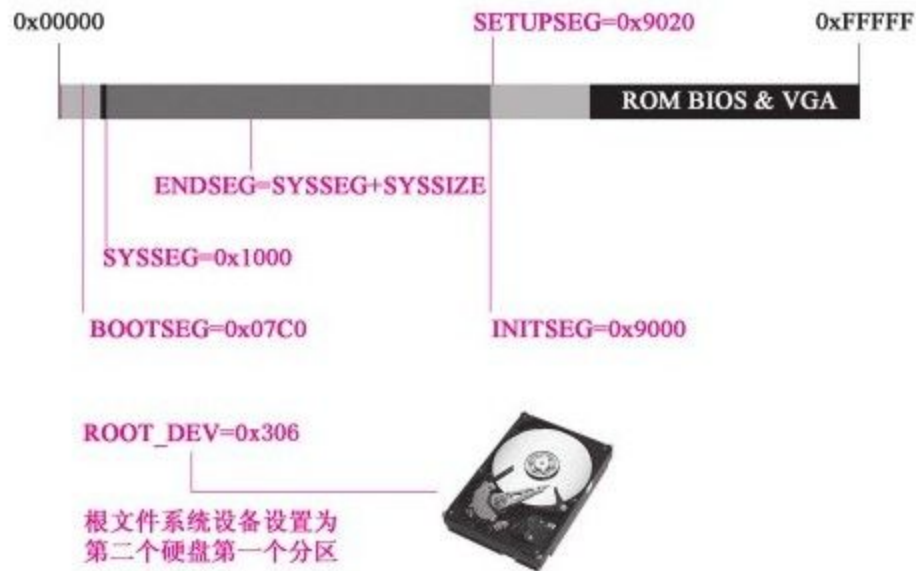 0x00000
SETUPSEG=0x9020
0xFFFFF
ROM BIOS & VGA
ENDSEG=SYSSEG+SYSSIZE
SYSSEG=0x1000
BOOTSEG=0x07C0
INITSEG=0x9000
ROOT_DEV=0x306
根文件系统设备设置为
第二个硬盘第一个分区